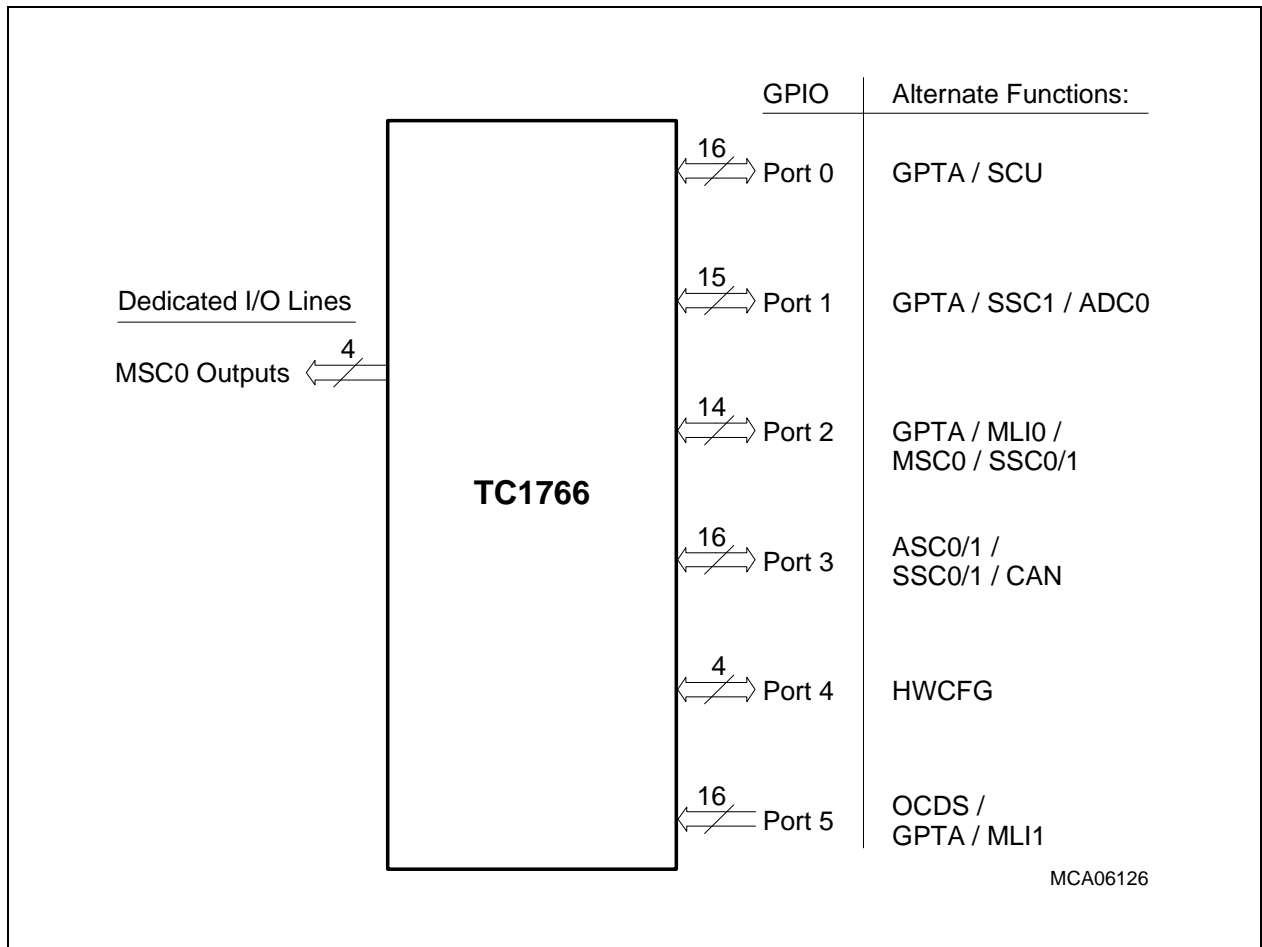 GPIO Alternate Functions:
16
Port 0 GPTA / SCU
15
Port 1 GPTA / SSC1 / ADC0
Dedicated I/O Lines
4
MSC0 Outputs
14
Port 2 GPTA / MLI0 /
MSC0 / SSC0/1
TC1766
16
Port 3 ASC0/1 /
SSC0/1 / CAN
4
Port 4 HWCFG
16
Port 5 OCDS /
GPTA / MLI1
MCA06126